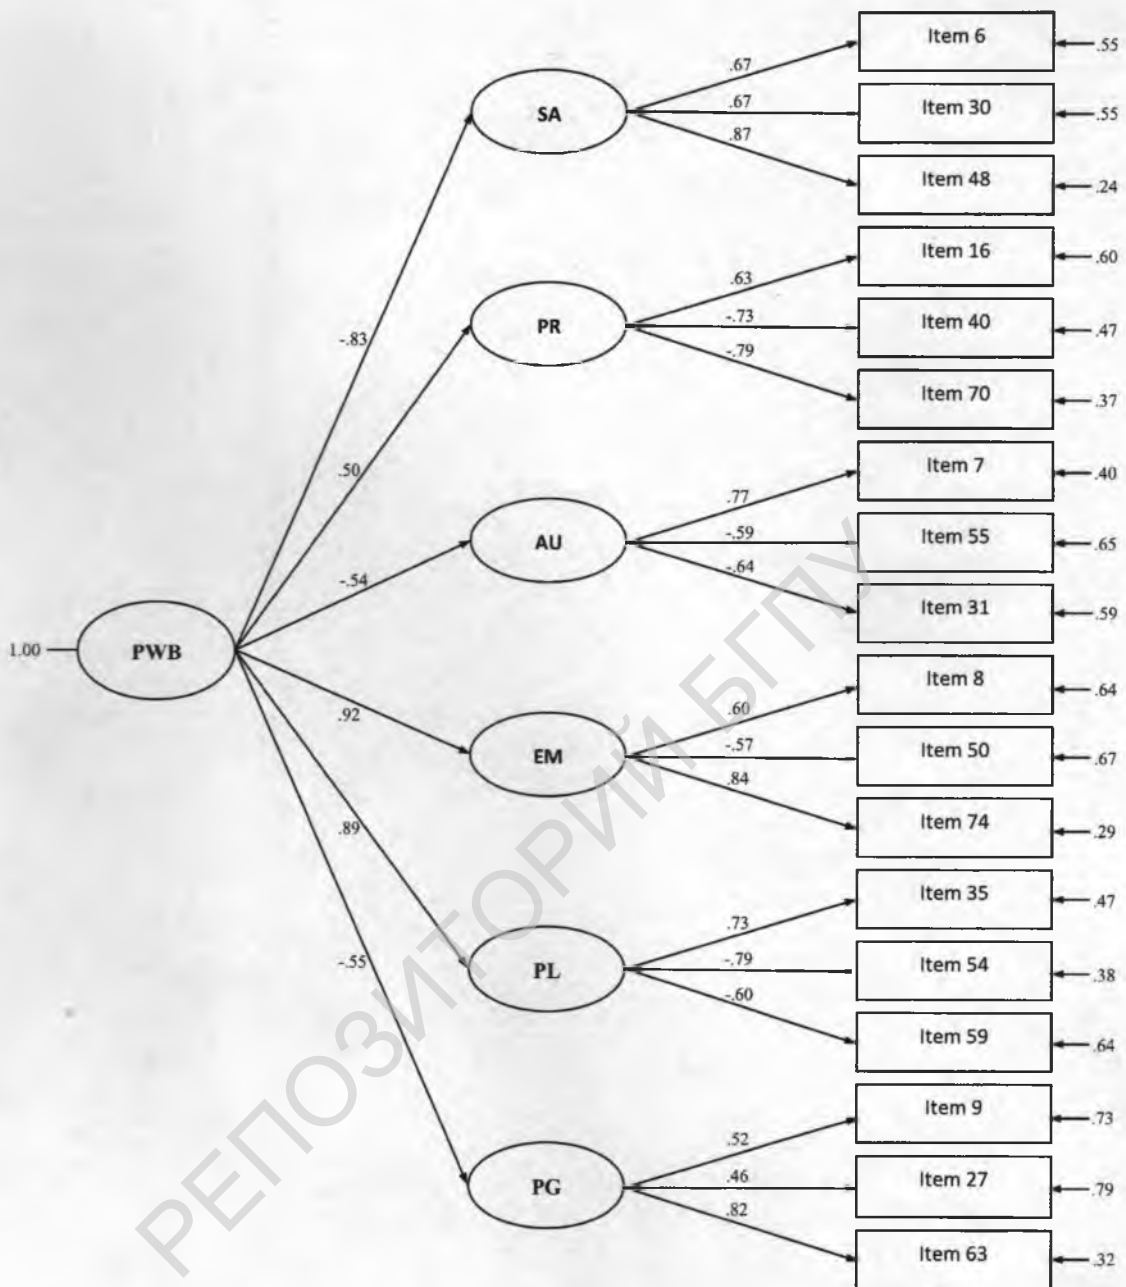 Item 6
.55
.67
SA
.67
Item 30
.55
.87
Item 48
.24
Item 16
.60
.63
-.83
PR
-.73
Item 40
.47
-.79
Item 70
.37
Item 7
.40
.50
.77
AU
-.59
Item 55
.65
-.54
-.64
Item 31
.59
1.00
PWB
Item 8
.64
.92
.60
EM
-.57
Item 50
.67
.84
Item 74
.29
.89
Item 35
.47
.73
-.55
PL
-.79
Item 54
.38
-.60
Item 59
.64
Item 9
.73
.52
PG
.46
Item 27
.79
.82
Item 63
.32
РЕПОЗИТОРИЙ БГПУ